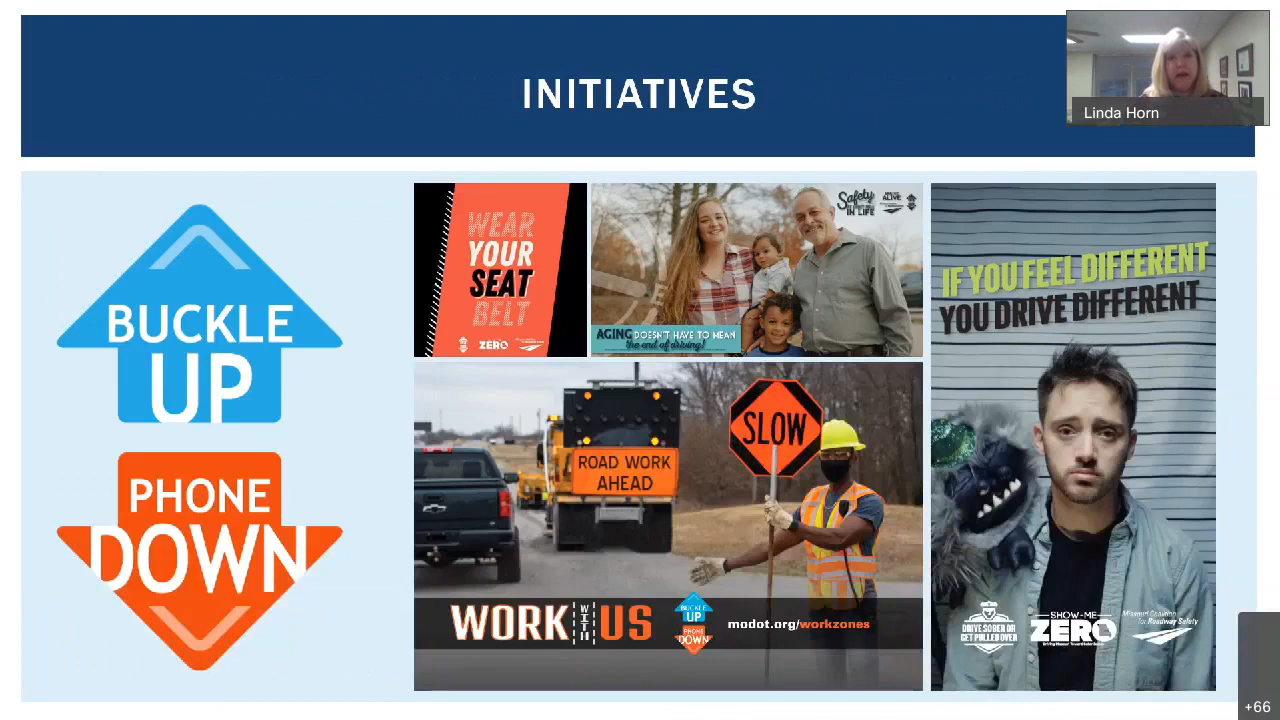 INITIATIVES
Linda Horn
BUCKLE
UP
PHONE
DOWN
WEAR
YOUR
SEAT
BELT
ZERO
Safety
IN LIFE
ALIVE
AGING DOESN'T HAVE TO MEAN
the end of driving!
ROAD WORK
AHEAD
SLOW
WORK WITH US
BUCKLE
UP
PHONE
DOWN
modot.org/workzones
IF YOU FEEL DIFFERENT
YOU DRIVE DIFFERENT
DRIVE SOBER OR
GET PULLED OVER
SHOW-ME
ZERO
Missouri Coalition
for Roadway Safety
+66